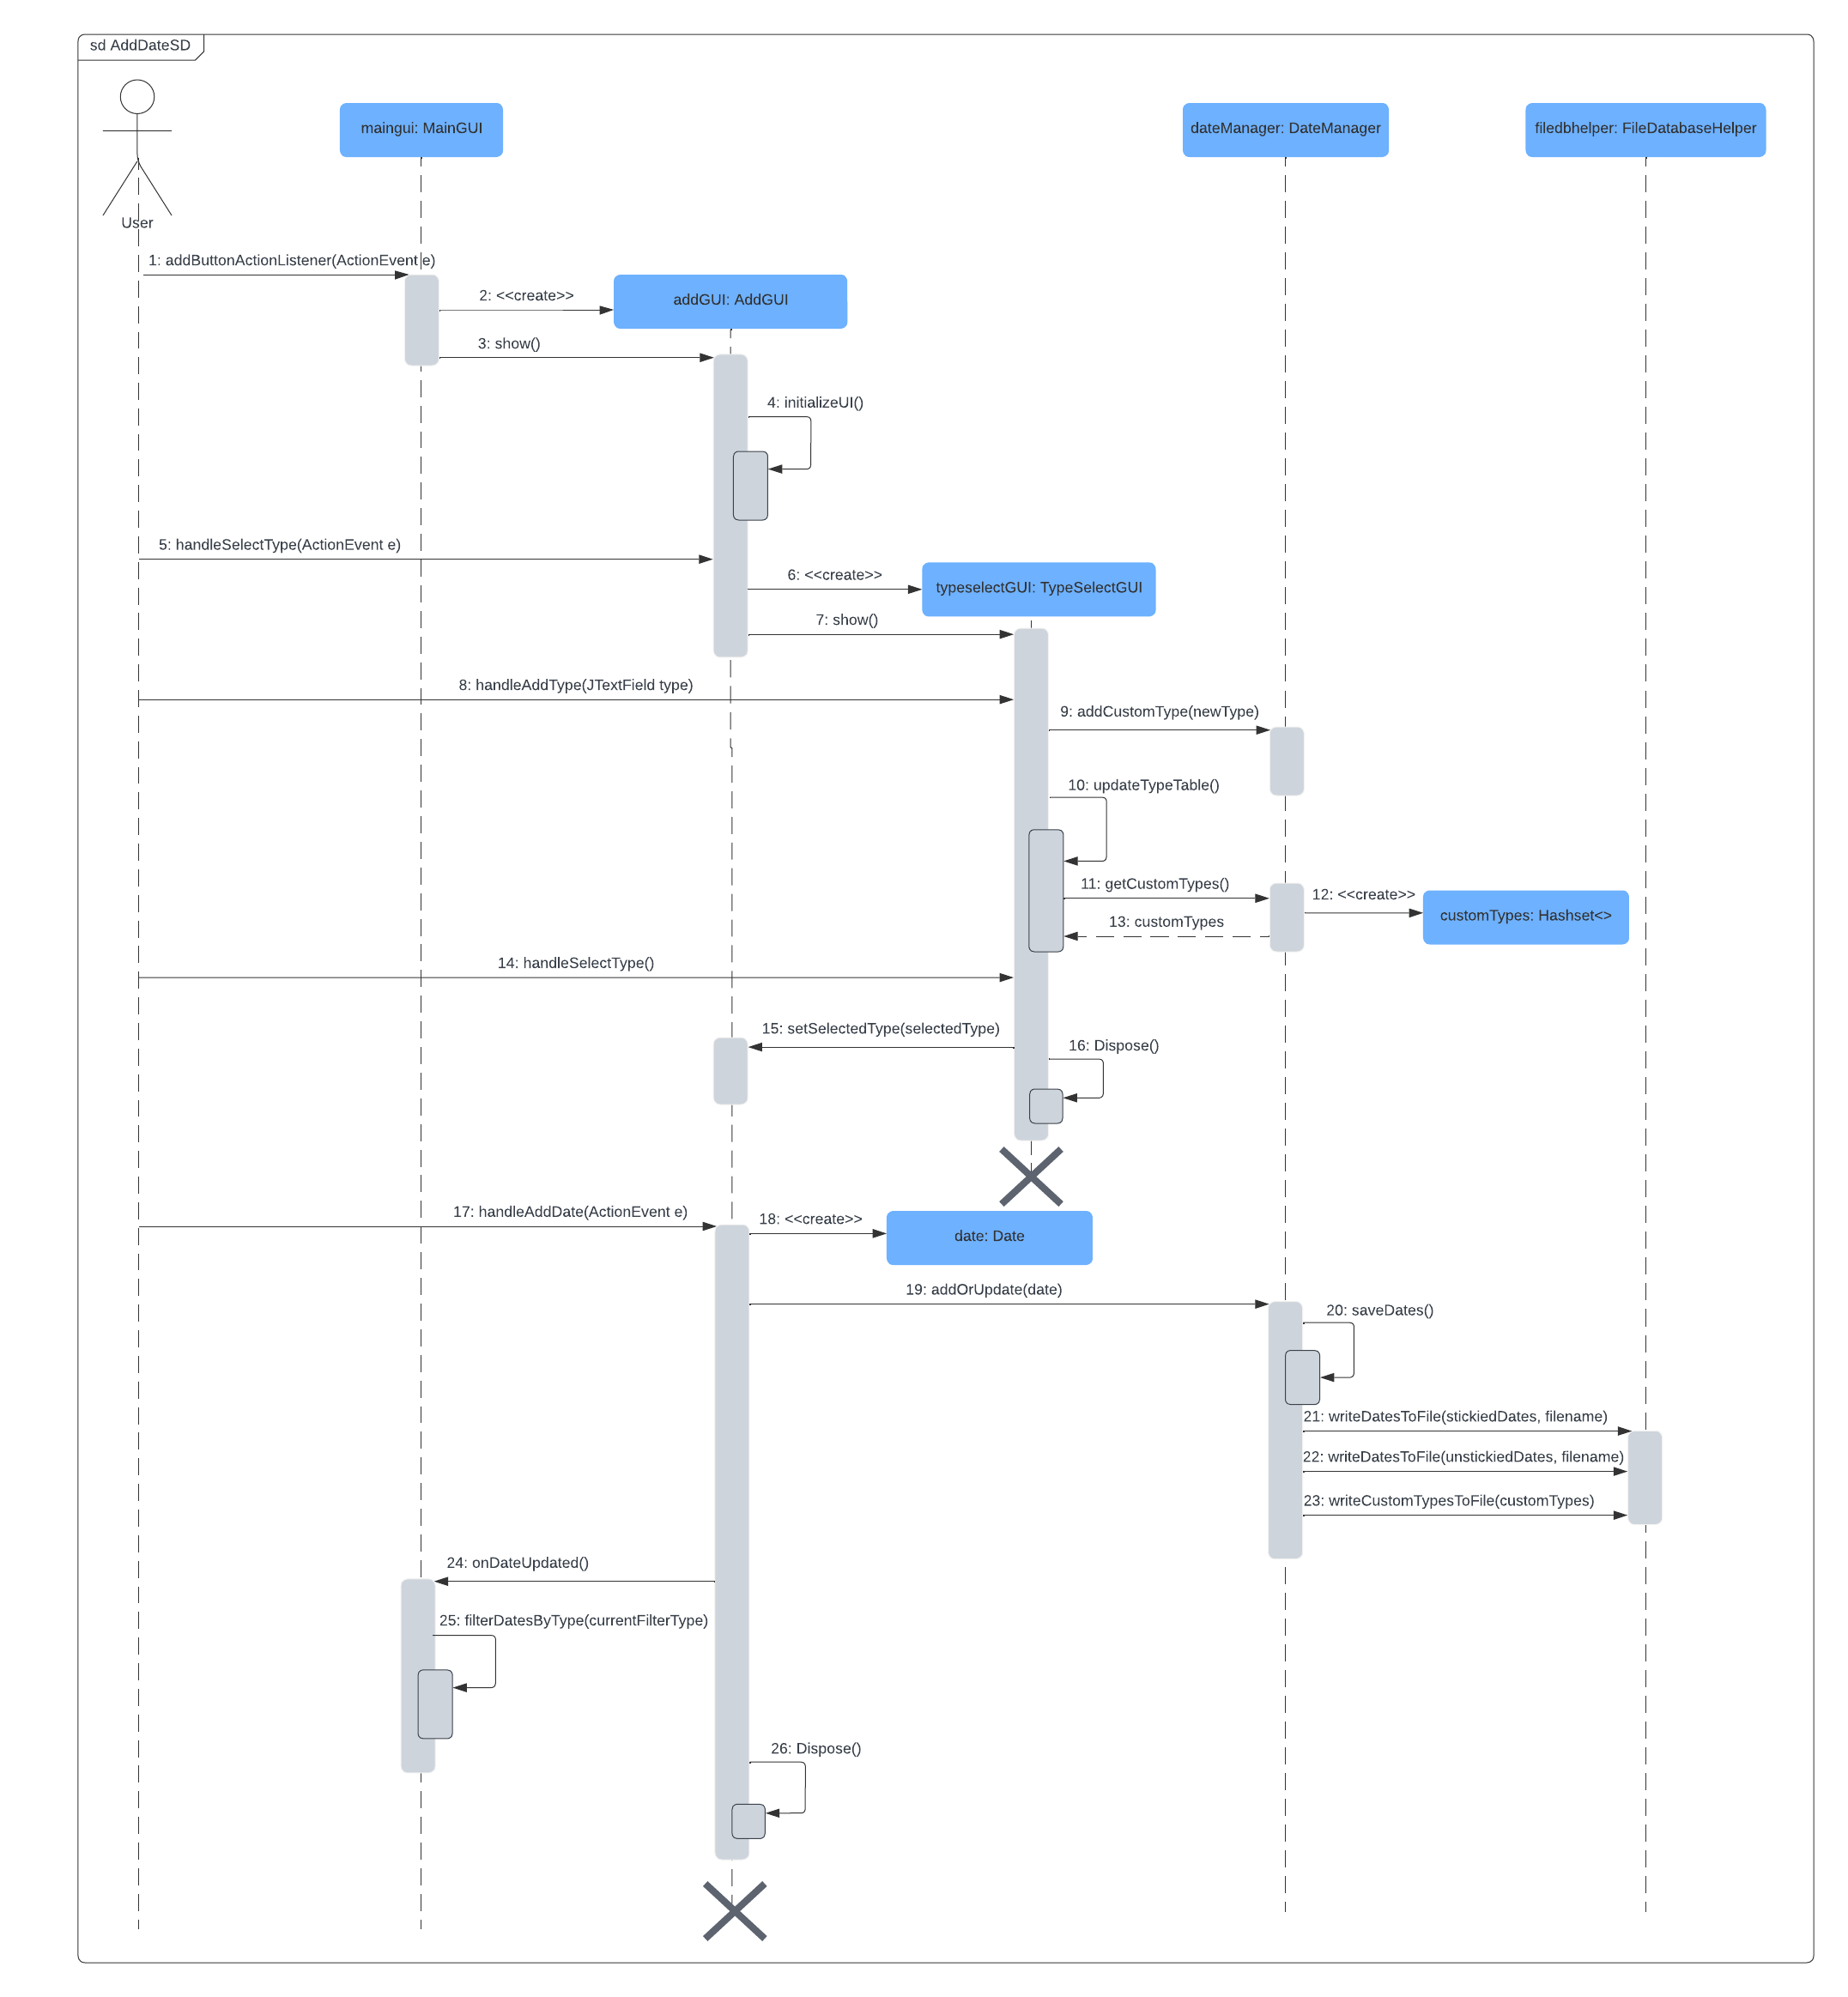 sd AddDateSD
User
maingui: MainGUI
dateManager: DateManager
filedbhelper: FileDatabaseHelper
1: addButtonActionListener(ActionEvent e)
2: <<create>>
addGUI: AddGUI
3: show()
4: initializeUI()
5: handleSelectType(ActionEvent e)
6: <<create>>
typeselectGUI: TypeSelectGUI
7: show()
8: handleAddType(JTextField type)
9: addCustomType(newType)
10: updateTypeTable()
11: getCustomTypes()
12: <<create>>
customTypes: Hashset<>
13: customTypes
14: handleSelectType()
15: setSelectedType(selectedType)
16: Dispose()
17: handleAddDate(ActionEvent e)
18: <<create>>
date: Date
19: addOrUpdate(date)
20: saveDates()
21: writeDatesToFile(stickiedDates, filename)
22: writeDatesToFile(unstickiedDates, filename)
23: writeCustomTypesToFile(customTypes)
24: onDateUpdated()
25: filterDatesByType(currentFilterType)
26: Dispose()